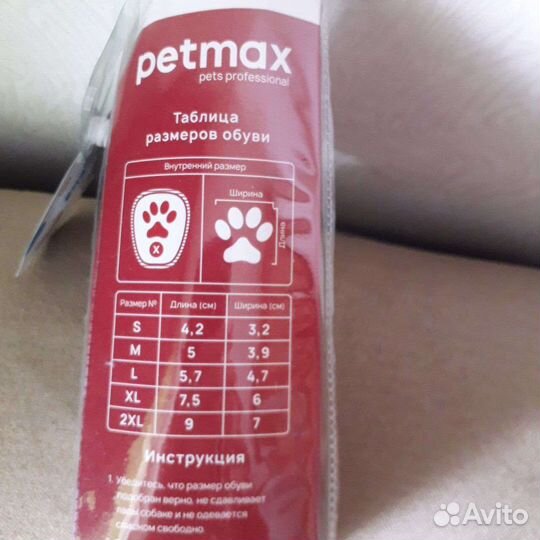 petmax
pets professional
Таблица
размеров обуви
Внутренний размер
Ширина
Длина
X
Размер № Длина (см) Ширина (см)
S 4,2 3,2
M 5 3,9
L 5,7 4,7
XL 7,5 6
2XL 9 7
Инструкция
1. Убедитесь, что размер обуви
подобран верно, не сдавливает
лапы собаке и не одевается
слишком свободно.
Avito